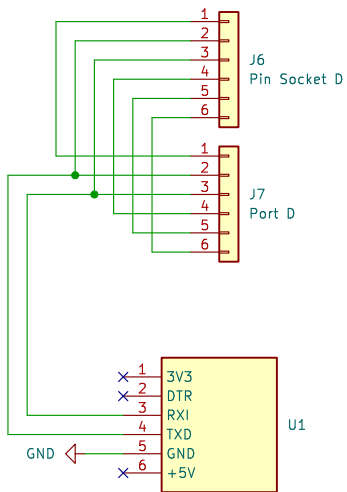 1
2
3
4
5
6
J6
Pin Socket D
1
2
3
4
5
6
J7
Port D
1 3V3
2 DTR
3 RXI
4 TXD
GND 5 GND
6 +5V
U1